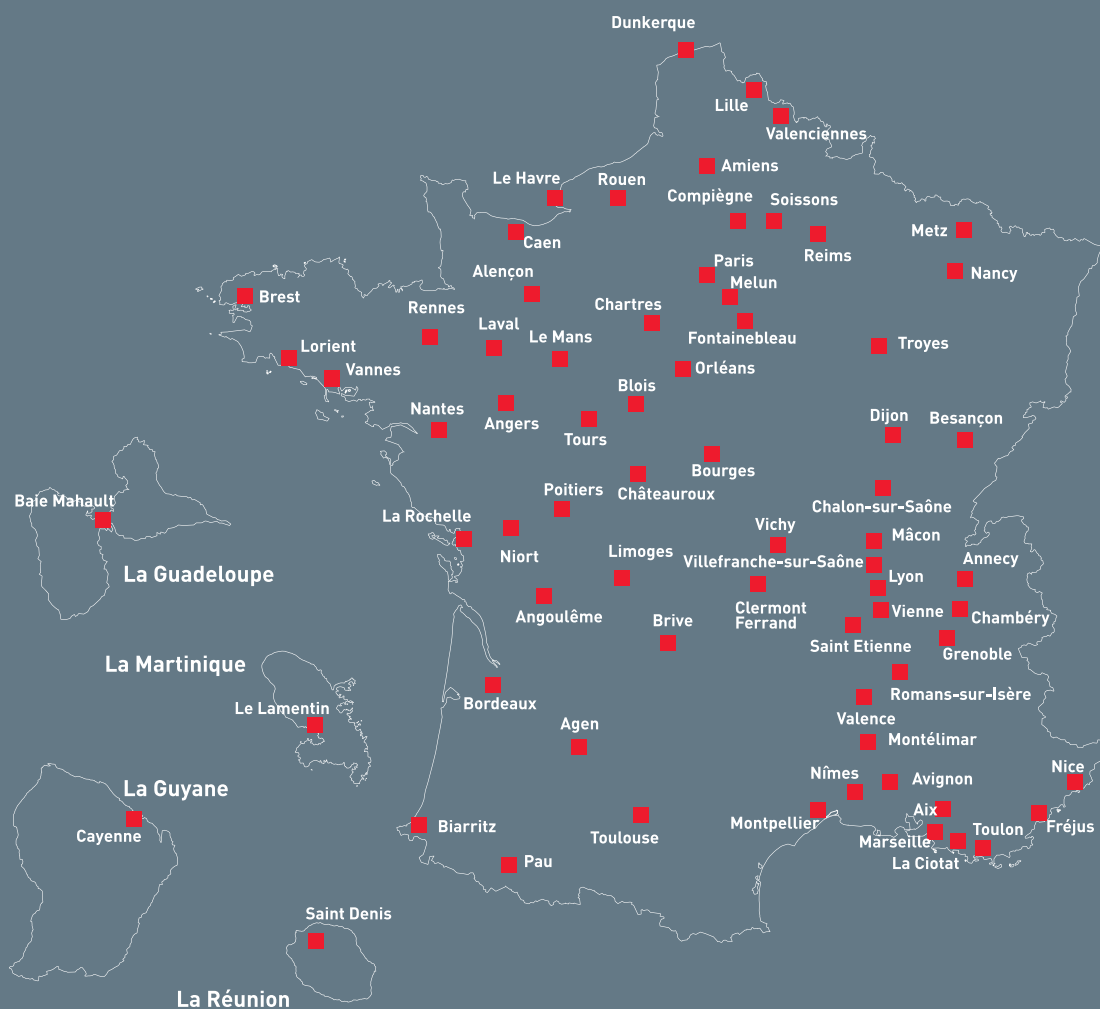 Dunkerque
Lille
Valenciennes
Amiens
Le Havre
Rouen
Compiègne
Soissons
Caen
Reims
Metz
Paris
Nancy
Alençon
Melun
Brest
Rennes
Chartres
Laval
Le Mans
Fontainebleau
Troyes
Lorient
Vannes
Orléans
Blois
Nantes
Angers
Tours
Dijon
Besançon
Bourges
Châteauroux
Poitiers
Chalon-sur-Saône
Baie Mahault
La Rochelle
Vichy
Mâcon
Niort
Limoges
Villefranche-sur-Saône
Annecy
La Guadeloupe
Lyon
Angoulême
Clermont
Ferrand
Vienne
Chambéry
Brive
Saint Etienne
Grenoble
La Martinique
Romans-sur-Isère
Le Lamentin
Bordeaux
Valence
Agen
Montélimar
Nîmes
Avignon
Nice
La Guyane
Aix
Cayenne
Biarritz
Toulouse
Montpellier
Toulon
Fréjus
Marseille
La Ciotat
Pau
Saint Denis
La Réunion